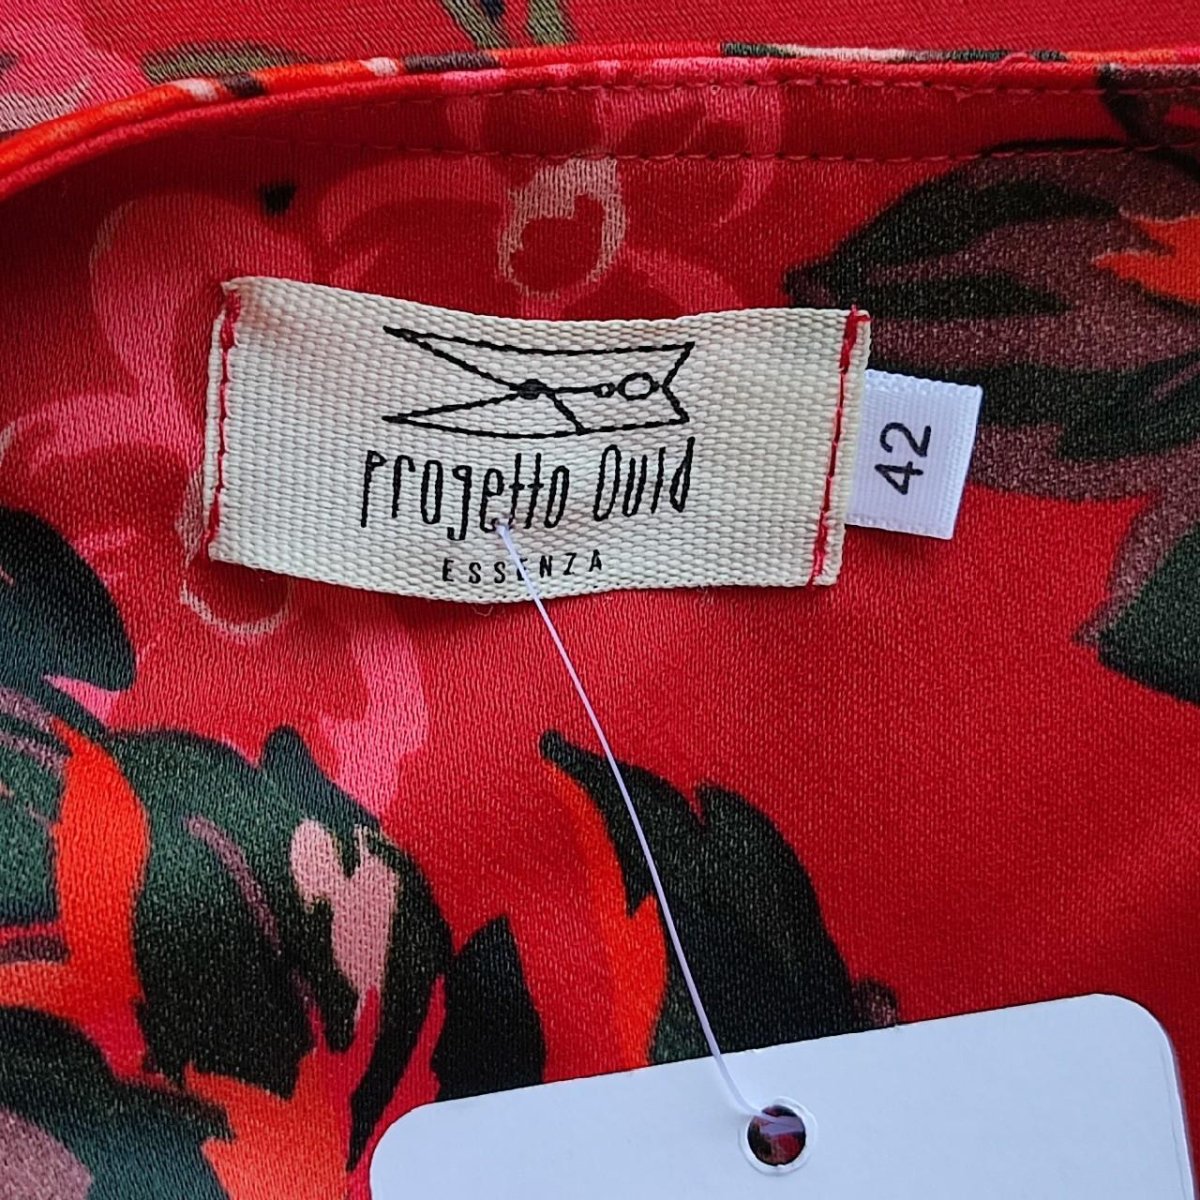 Progetto Quid
ESSENZA
42